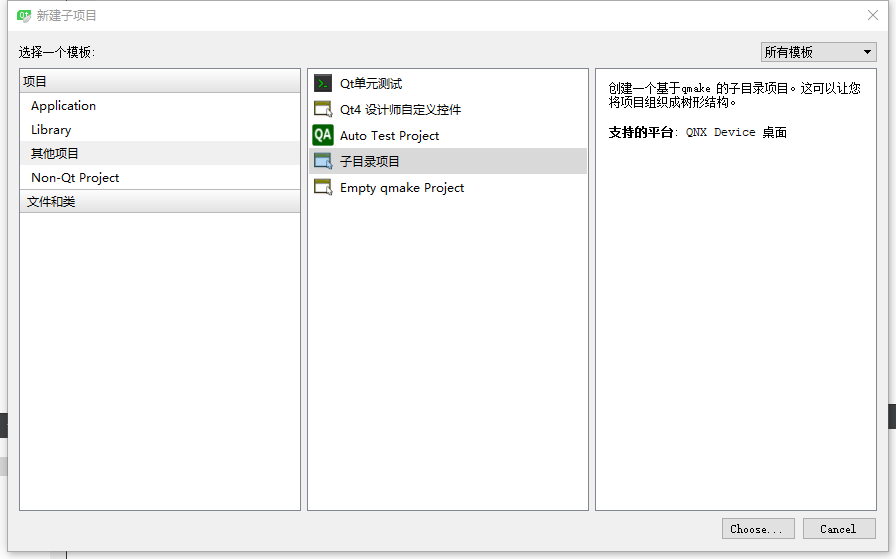 新建子项目
选择一个模板:
所有模板
项目
Application
Library
其他项目
Non-Qt Project
文件和类
Qt单元测试
Qt4 设计师自定义控件
QA Auto Test Project
子目录项目
Empty qmake Project
创建一个基于qmake 的子目录项目。这可以让您
将项目组织成树形结构。
支持的平台: QNX Device 桌面
Choose...
Cancel